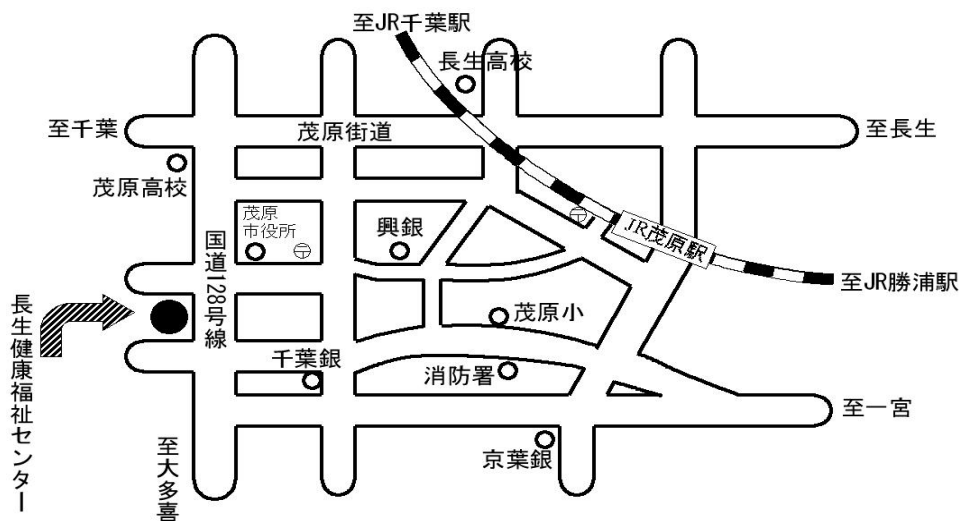 至JR千葉駅
長生高校
至千葉
茂原街道
至長生
茂原高校
茂原
市役所
〒
興銀
〒
JR茂原駅
至JR勝浦駅
国道128号線
長生健康福祉センター
茂原小
千葉銀
消防署
至一宮
京葉銀
至大多喜